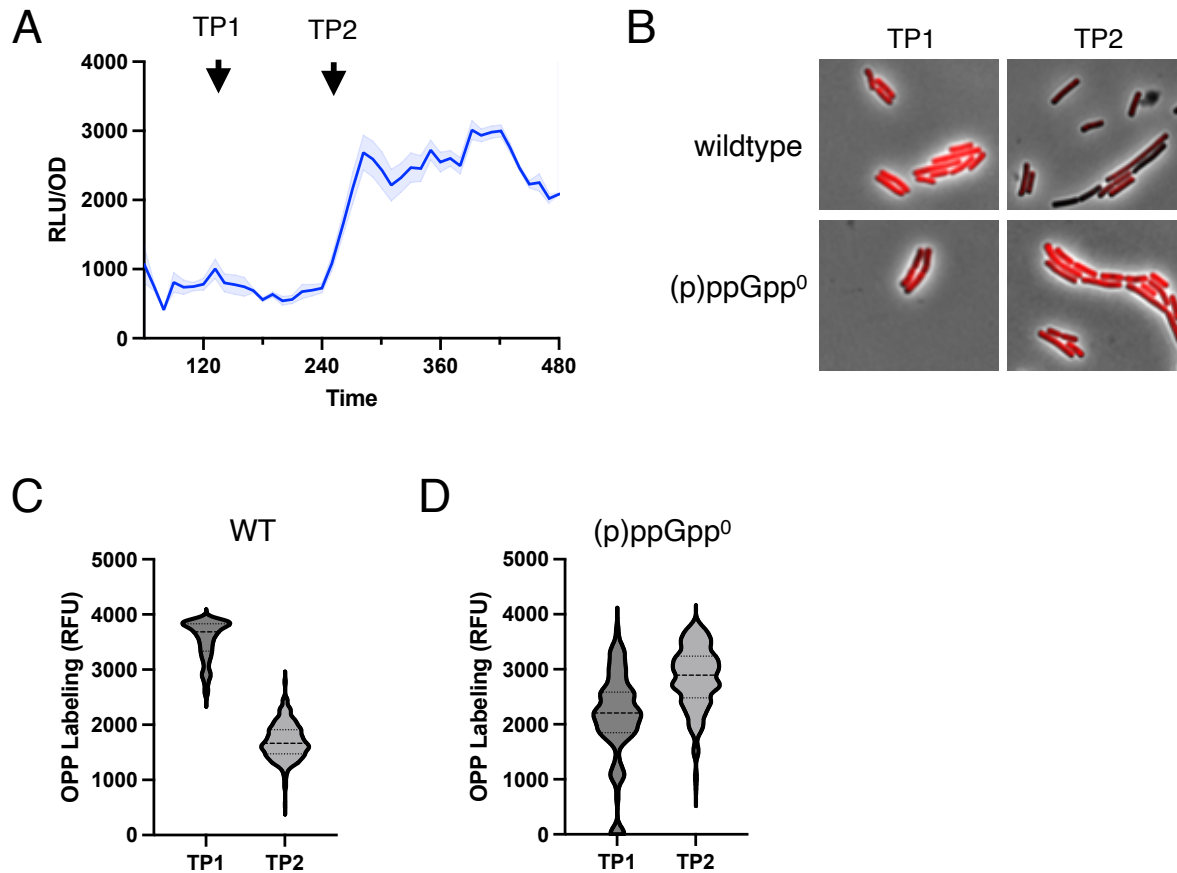 A
TP1
TP2
4000
3000
2000
1000
0
RLU/OD
120
240
360
480
Time
B
TP1
TP2
wildtype
(p)ppGpp⁰
C
WT
5000
4000
3000
2000
1000
0
OPP Labeling (RFU)
TP1
TP2
D
(p)ppGpp⁰
5000
4000
3000
2000
1000
0
OPP Labeling (RFU)
TP1
TP2